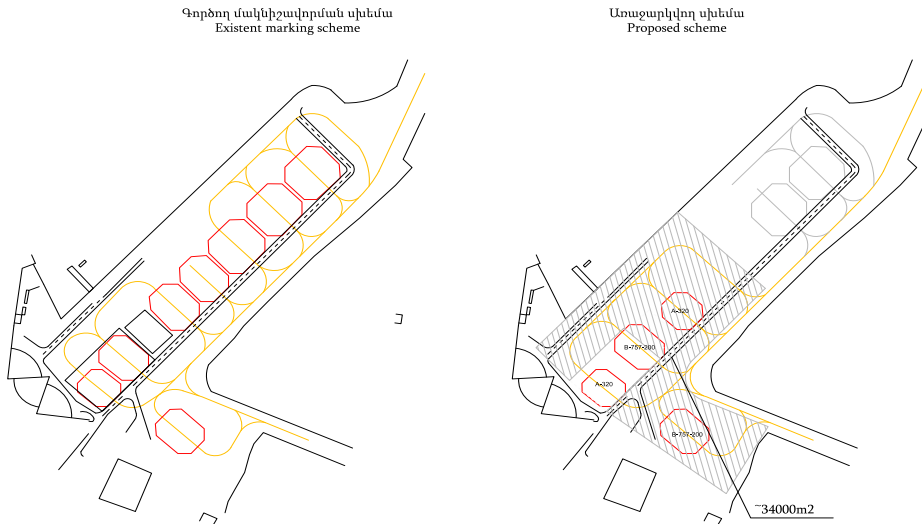 Գործող մակնիշավորման սխեմա
Existent marking scheme
Առաջարկվող սխեմա
Proposed scheme
A-320
B-757-200
A-320
B-757-200
~34000m2